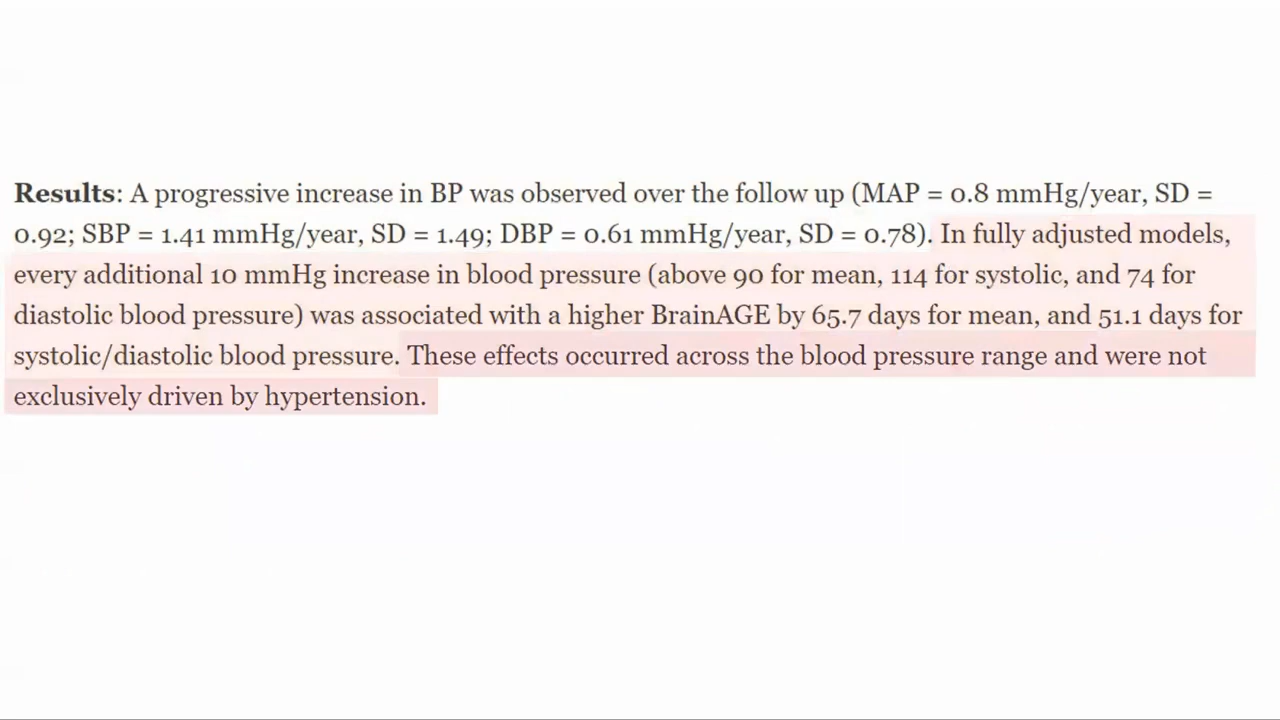 Results: A progressive increase in BP was observed over the follow up (MAP = 0.8 mmHg/year, SD =
0.92; SBP = 1.41 mmHg/year, SD = 1.49; DBP = 0.61 mmHg/year, SD = 0.78). In fully adjusted models,
every additional 10 mmHg increase in blood pressure (above 90 for mean, 114 for systolic, and 74 for
diastolic blood pressure) was associated with a higher BrainAGE by 65.7 days for mean, and 51.1 days for
systolic/diastolic blood pressure. These effects occurred across the blood pressure range and were not
exclusively driven by hypertension.